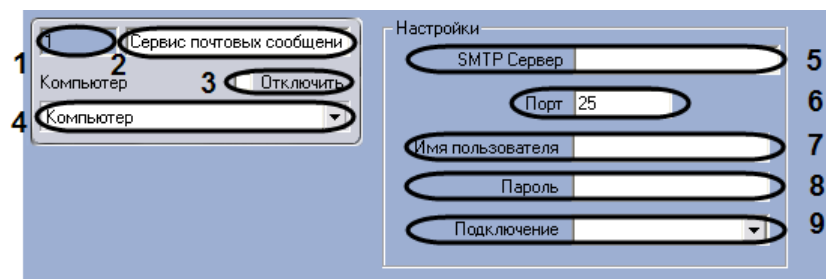 1 Сервис почтовых сообщени
1
2
Компьютер
3
Отключить
4
Компьютер
Настройки
SMTP Сервер
5
Порт 25
6
Имя пользователя
7
Пароль
8
Подключение
9